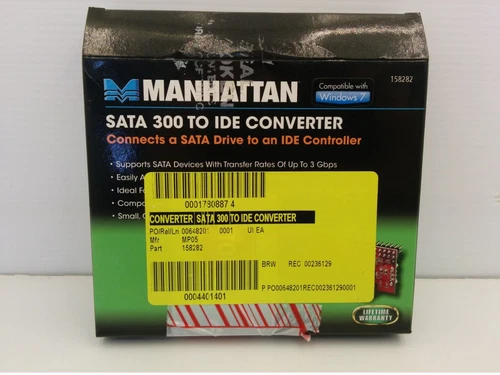 MANHATTAN
Compatible with
Windows 7
158282
SATA 300 TO IDE CONVERTER
Connects a SATA Drive to an IDE Controller
• Supports SATA Devices With Transfer Rates Of Up To 3 Gbps
• Easily
• Ideal
•
• Small,
0001780887 4
CONVERTER SATA 300 TO IDE CONVERTER
PO/Rel/Ln 00648201 0001 UI EA
Mfr MP05
Part 158282
BRW REC 00236129
P PO00648201REC002361290001
0004401401
LIFETIME
WARRANTY